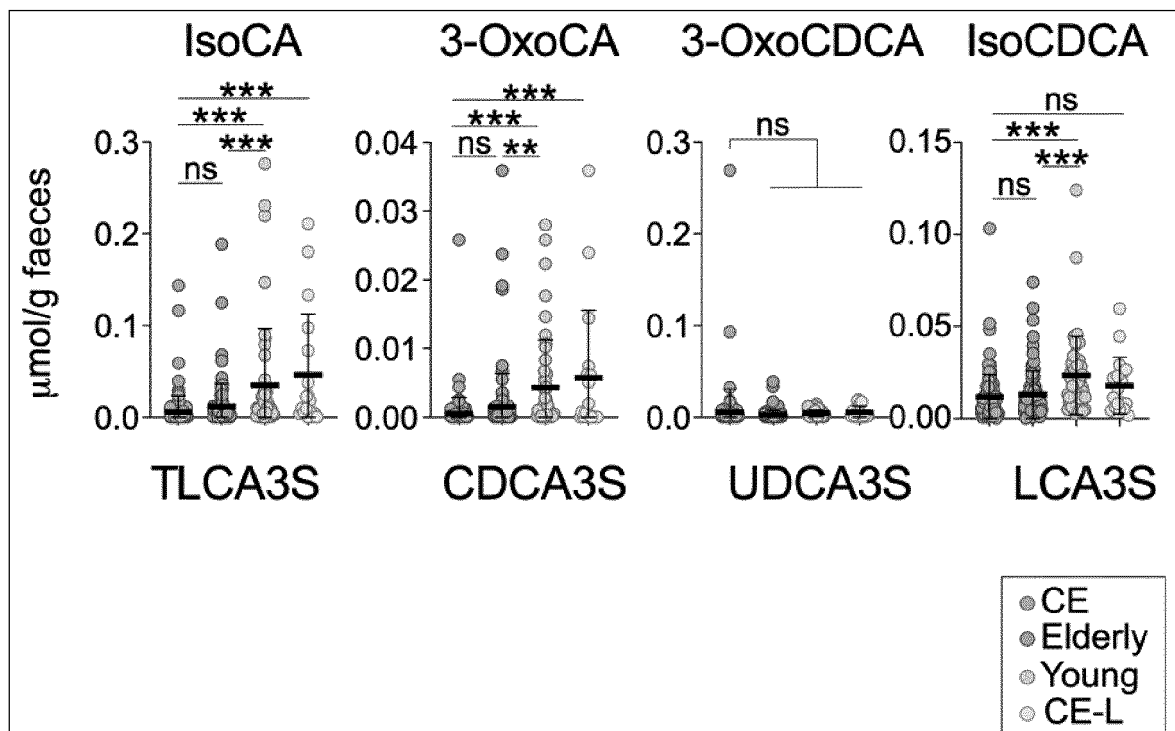 IsoCA 3-OxoCA 3-OxoCDCA IsoCDCA
*** *** ns
*** *** ns ***
*** ns ** ***
ns ns
0.3 0.04 0.3 0.15
0.03
0.2 0.2 0.10
0.02
0.1 0.1 0.05
0.01
0.0 0.00 0.0 0.00
µmol/g faeces
TLCA3S CDCA3S UDCA3S LCA3S
CE
Elderly
Young
CE-L